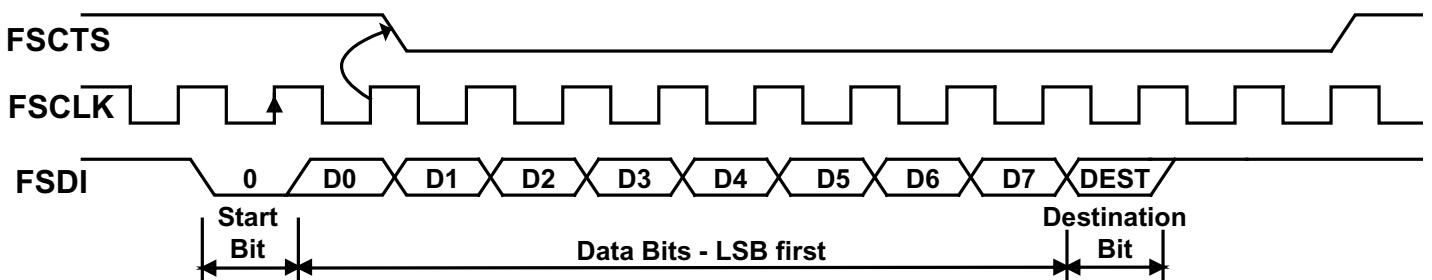 FSCTS
FSCLK
FSDI
0 D0 D1 D2 D3 D4 D5 D6 D7 DEST
Start
Bit
Data Bits - LSB first
Destination
Bit